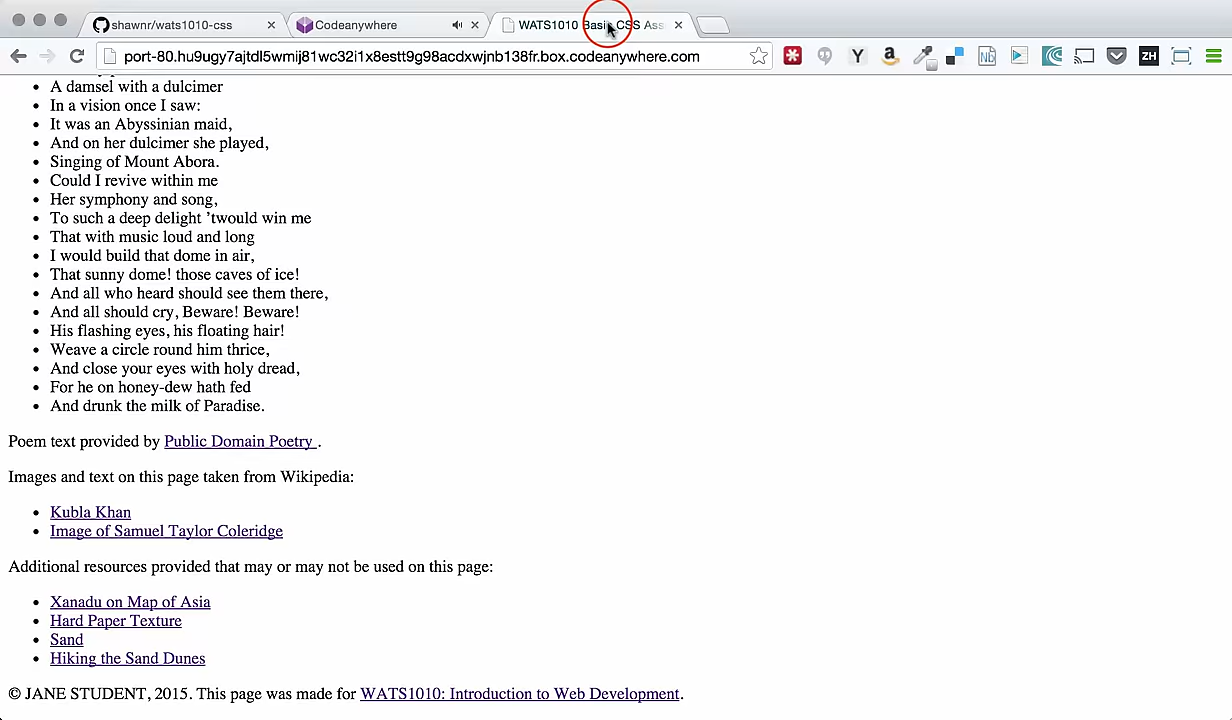 shawnr/wats1010-css
Codeanywhere
WATS1010 Basic CSS Ass
port-80.hu9ugy7ajtdl5wmij81wc32i1x8estt9g98acdxwjnb138fr.box.codeanywhere.com
A damsel with a dulcimer
In a vision once I saw:
It was an Abyssinian maid,
And on her dulcimer she played,
Singing of Mount Abora.
Could I revive within me
Her symphony and song,
To such a deep delight ’twould win me
That with music loud and long
I would build that dome in air,
That sunny dome! those caves of ice!
And all who heard should see them there,
And all should cry, Beware! Beware!
His flashing eyes, his floating hair!
Weave a circle round him thrice,
And close your eyes with holy dread,
For he on honey-dew hath fed
And drunk the milk of Paradise.
Poem text provided by Public Domain Poetry .
Images and text on this page taken from Wikipedia:
Kubla Khan
Image of Samuel Taylor Coleridge
Additional resources provided that may or may not be used on this page:
Xanadu on Map of Asia
Hard Paper Texture
Sand
Hiking the Sand Dunes
© JANE STUDENT, 2015. This page was made for WATS1010: Introduction to Web Development.